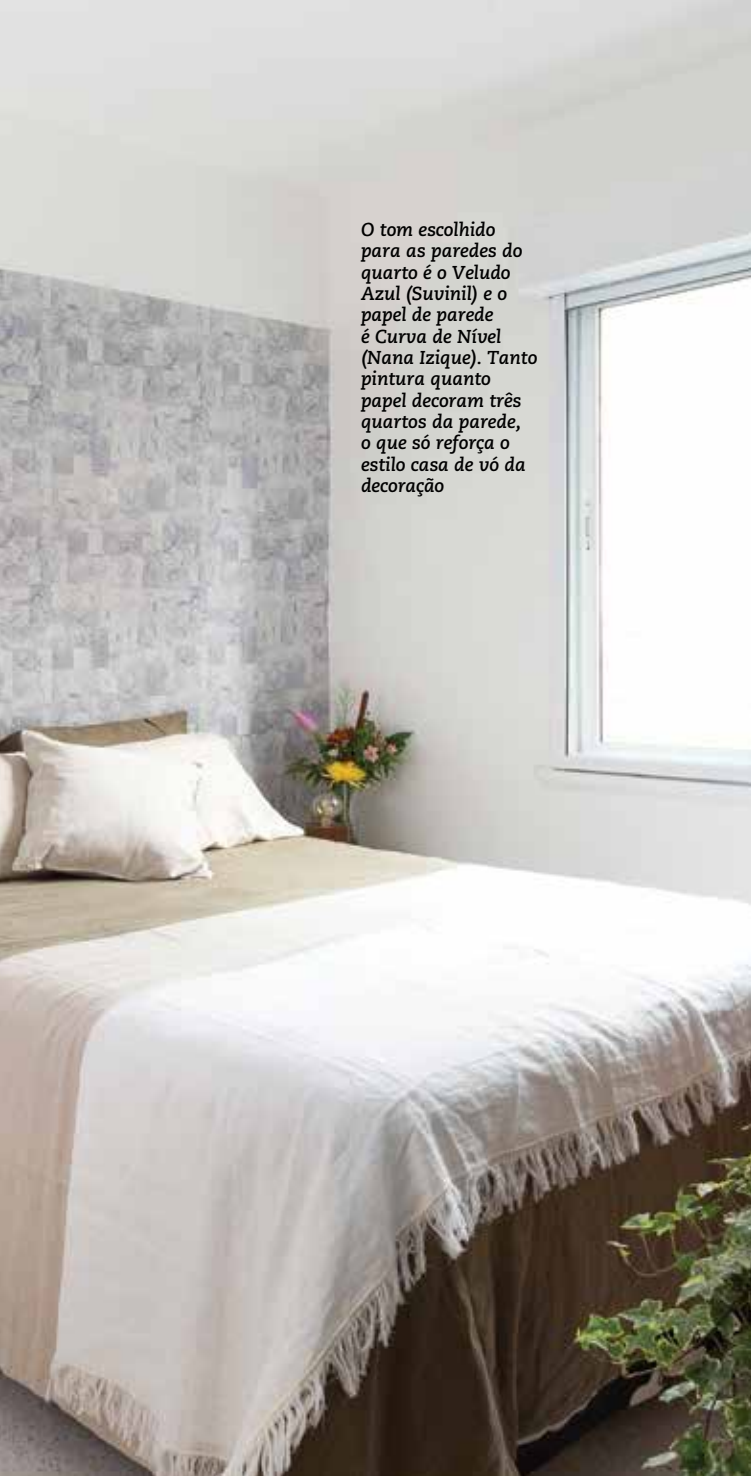 O tom escolhido
para as paredes do
quarto é o Veludo
Azul (Suvinil) e o
papel de parede
é Curva de Nível
(Nana Izique). Tanto
pintura quanto
papel decoram três
quartos da parede,
o que só reforça o
estilo casa de vó da
decoração